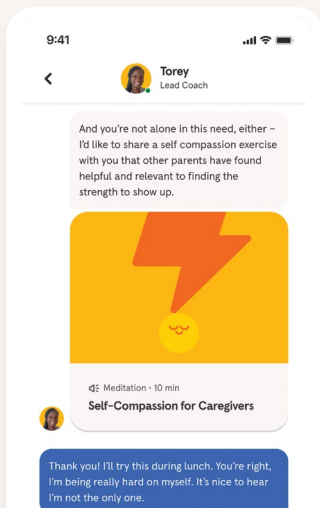 9:41
Torey
Lead Coach
And you're not alone in this need, either –
I'd like to share a self compassion exercise
with you that other parents have found
helpful and relevant to finding the
strength to show up.
Meditation · 10 min
Self-Compassion for Caregivers
Thank you! I'll try this during lunch. You're right,
I'm being really hard on myself. It's nice to hear
I'm not the only one.